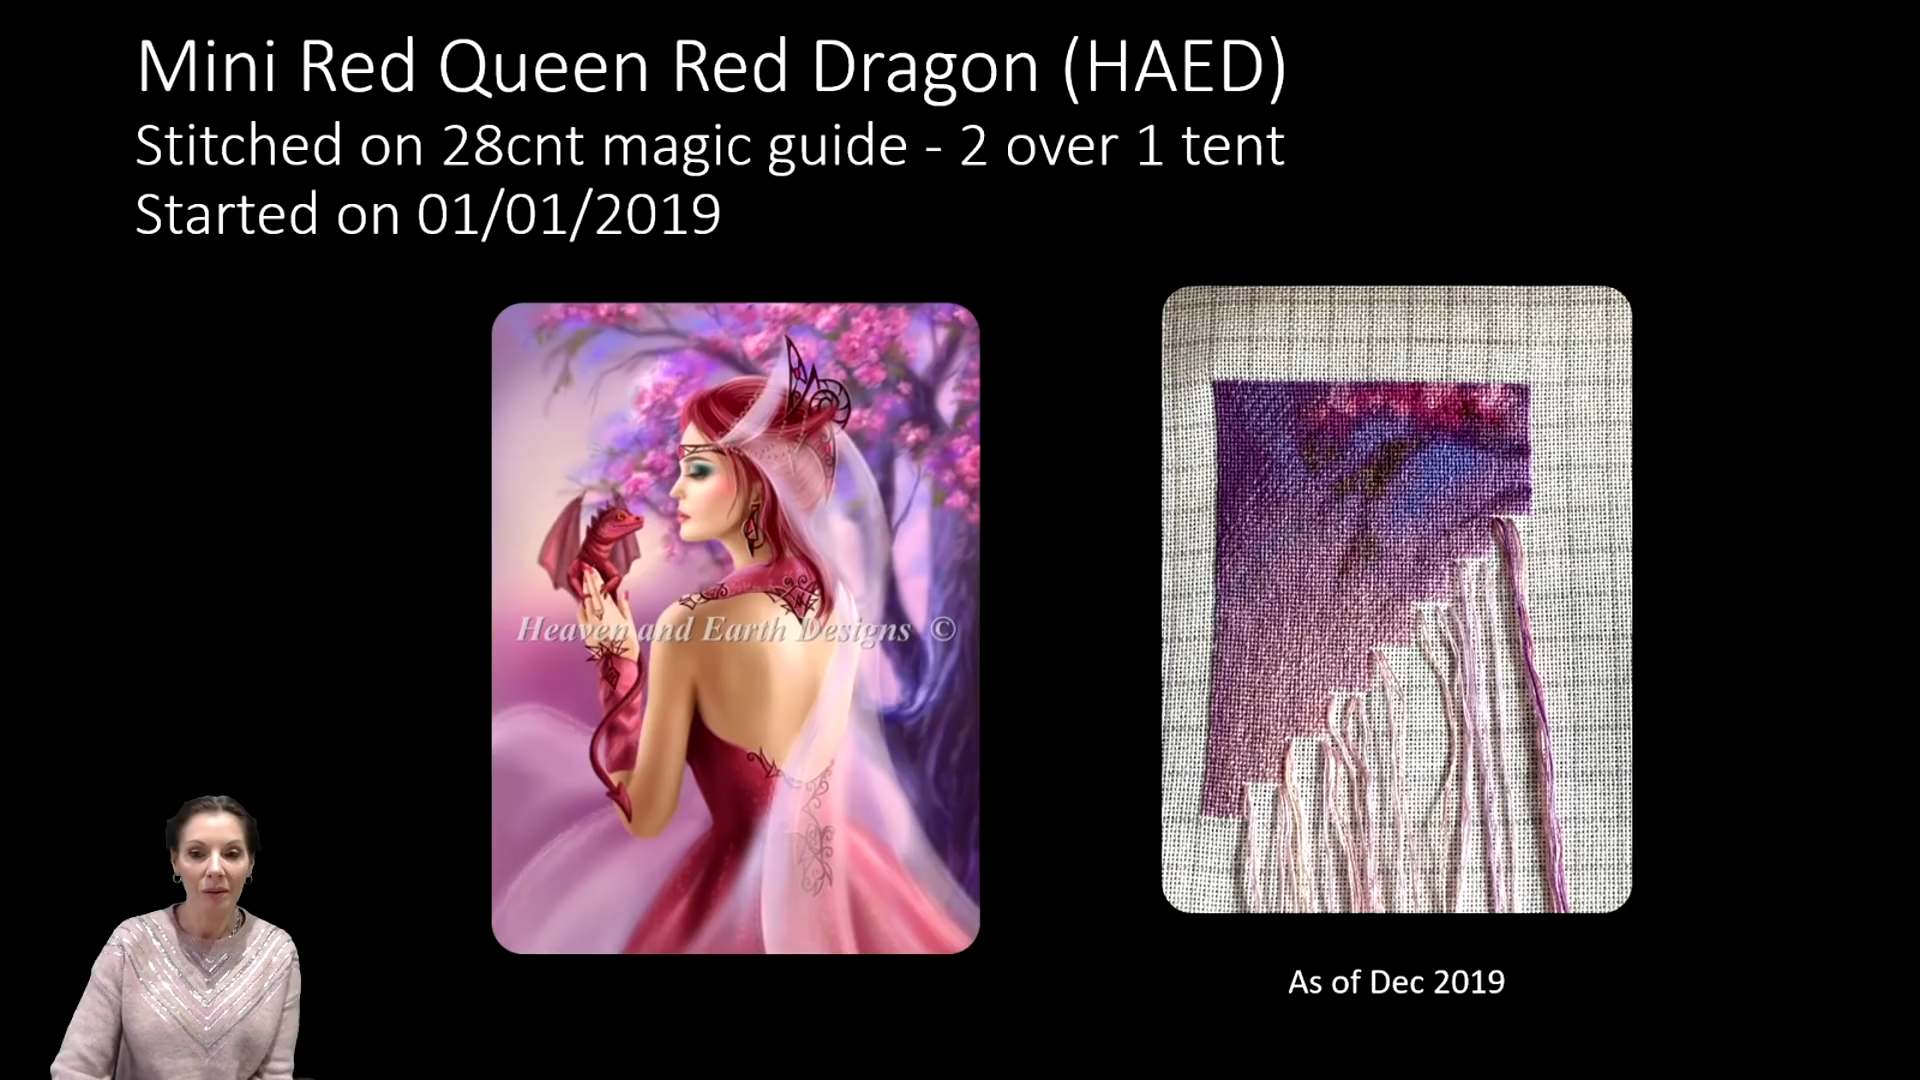 Mini Red Queen Red Dragon (HAED)
Stitched on 28cnt magic guide - 2 over 1 tent
Started on 01/01/2019
Heaven and Earth Designs ©
As of Dec 2019